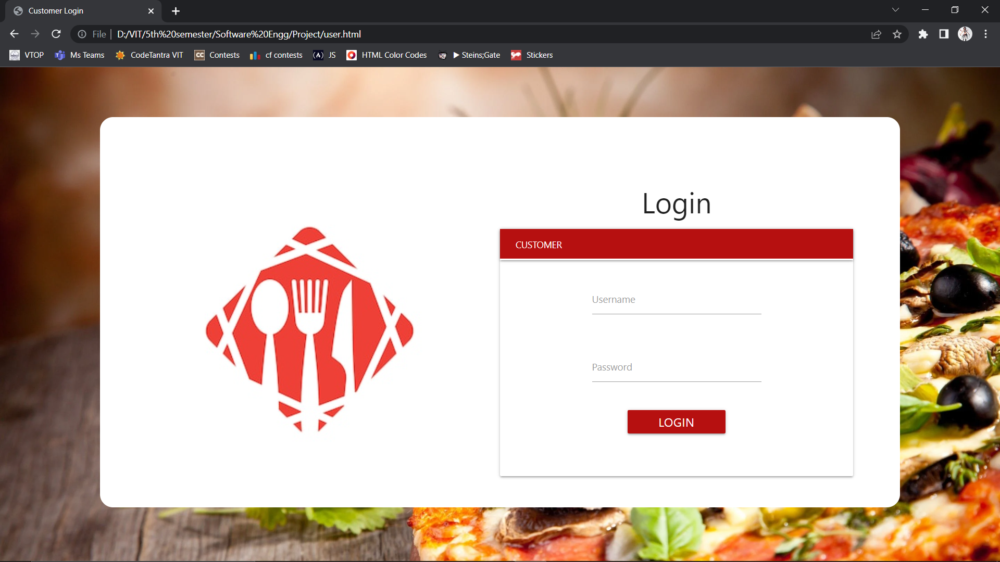 Customer Login
File | D:/VIT/5th%20semester/Software%20Engg/Project/user.html
VTOP Ms Teams CodeTantra VIT CC Contests cf contests (A) JS HTML Color Codes ▶ Steins;Gate Stickers
Login
CUSTOMER
Username
Password
LOGIN